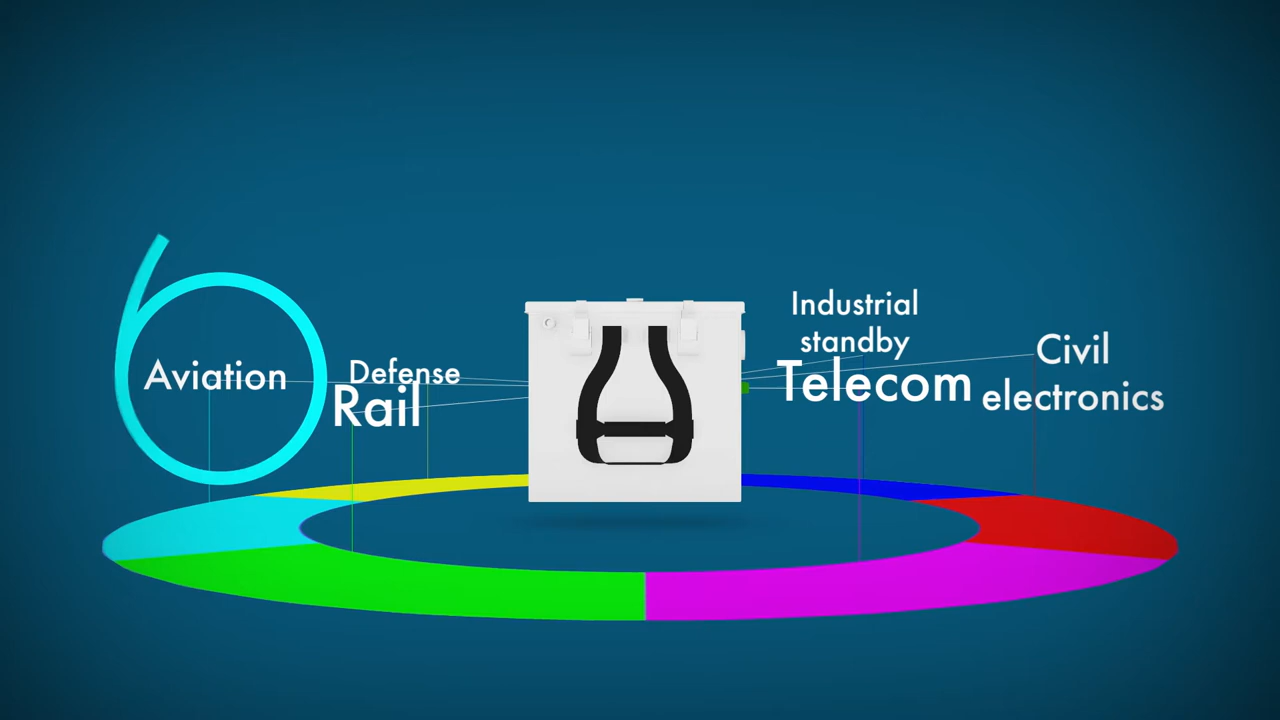 Aviation
Defense
Rail
Industrial
standby
Telecom
Civil
electronics